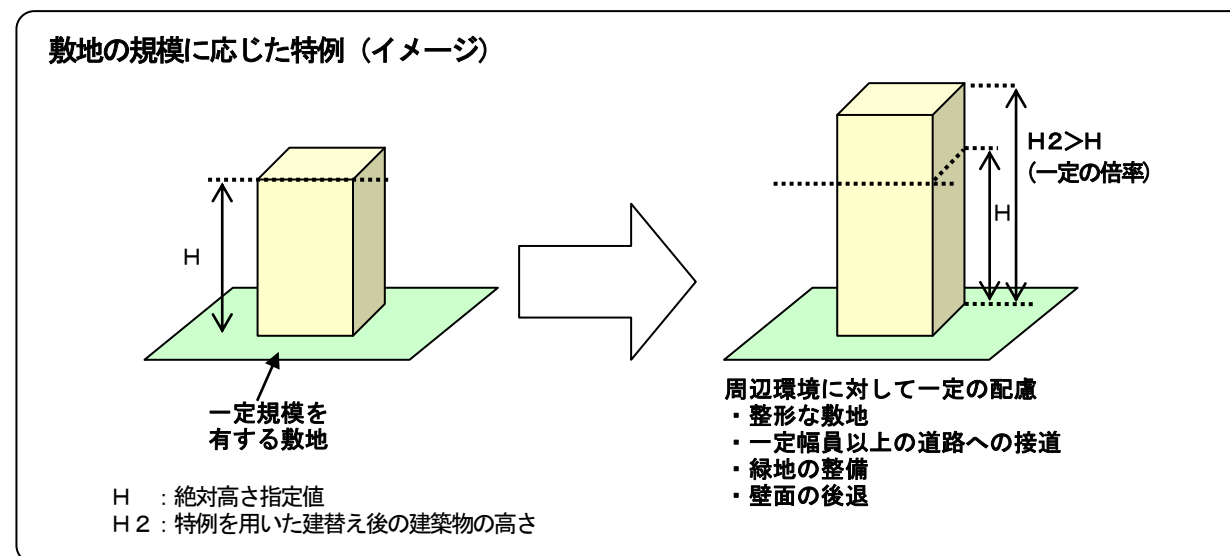 敷地の規模に応じた特例（イメージ）
H
一定規模を
有する敷地
H2>H
（一定の倍率）
H
周辺環境に対して一定の配慮
・整形な敷地
・一定幅員以上の道路への接道
・緑地の整備
・壁面の後退
H ：絶対高さ指定値
H2：特例を用いた建替え後の建築物の高さ